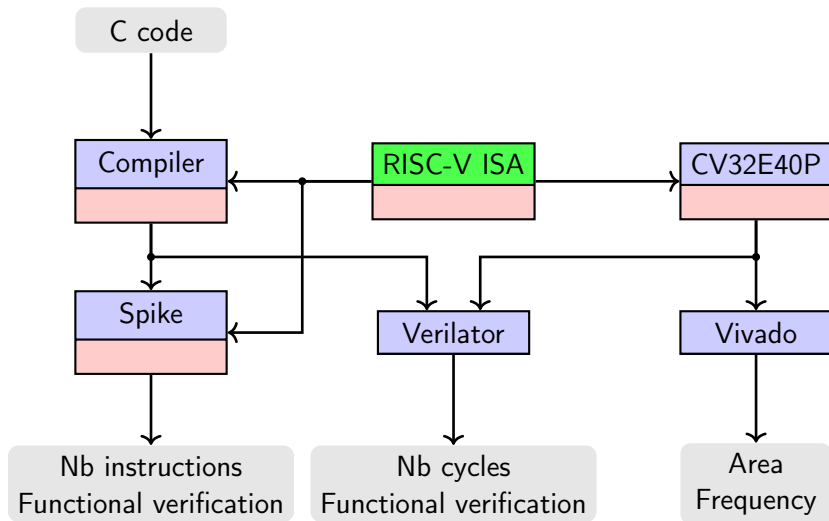 C code
Compiler
RISC-V ISA
CV32E40P
Spike
Verilator
Vivado
Nb instructions
Functional verification
Nb cycles
Functional verification
Area
Frequency